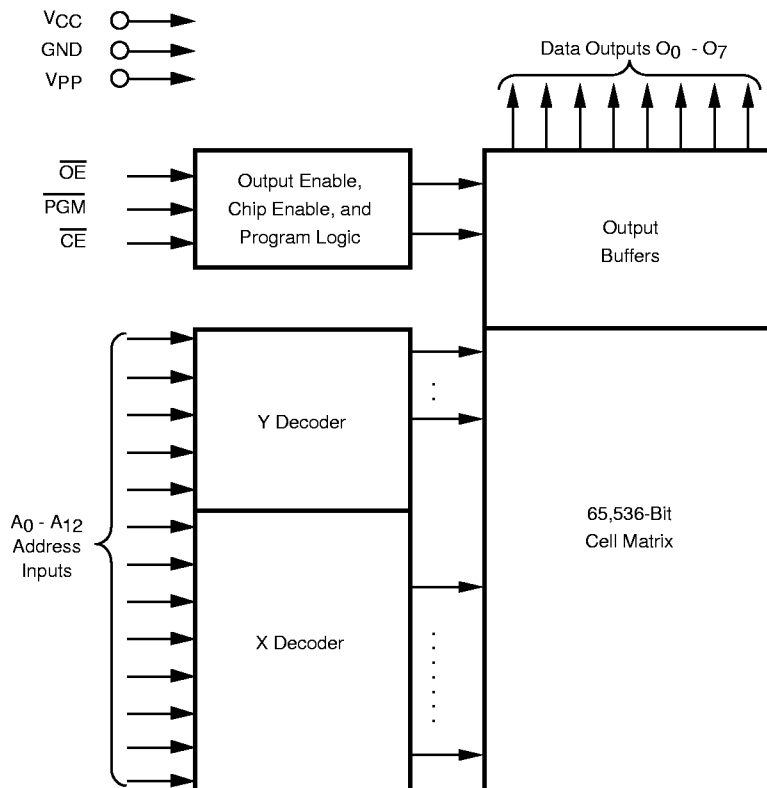 VCC
GND
VPP
Data Outputs O0 - O7
OE
PGM
CE
Output Enable,
Chip Enable, and
Program Logic
Output
Buffers
Y Decoder
A0 - A12
Address
Inputs
65,536-Bit
Cell Matrix
X Decoder